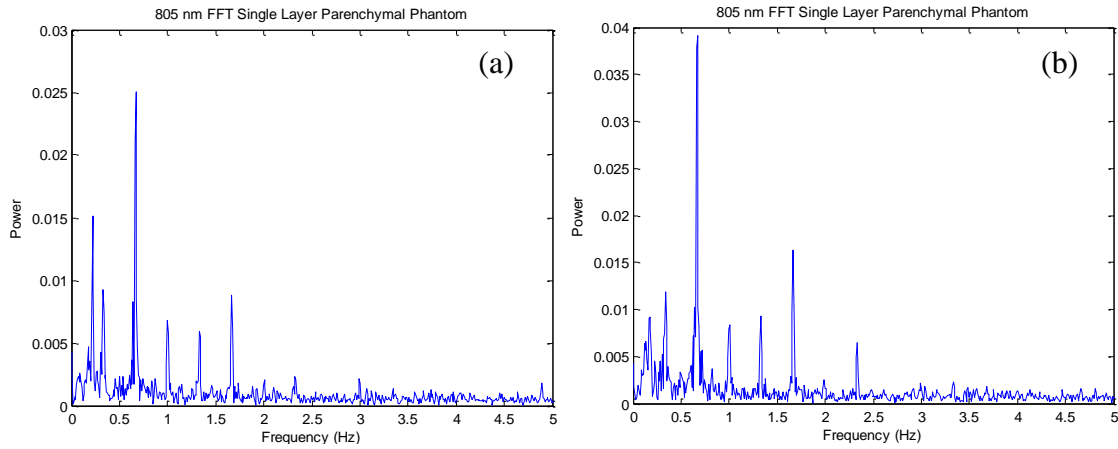 805 nm FFT Single Layer Parenchymal Phantom
(a)
0.03
0.025
0.02
0.015
0.01
0.005
0
Power
0 0.5 1 1.5 2 2.5 3 3.5 4 4.5 5
Frequency (Hz)
805 nm FFT Single Layer Parenchymal Phantom
(b)
0.04
0.035
0.03
0.025
0.02
0.015
0.01
0.005
0
Power
0 0.5 1 1.5 2 2.5 3 3.5 4 4.5 5
Frequency (Hz)